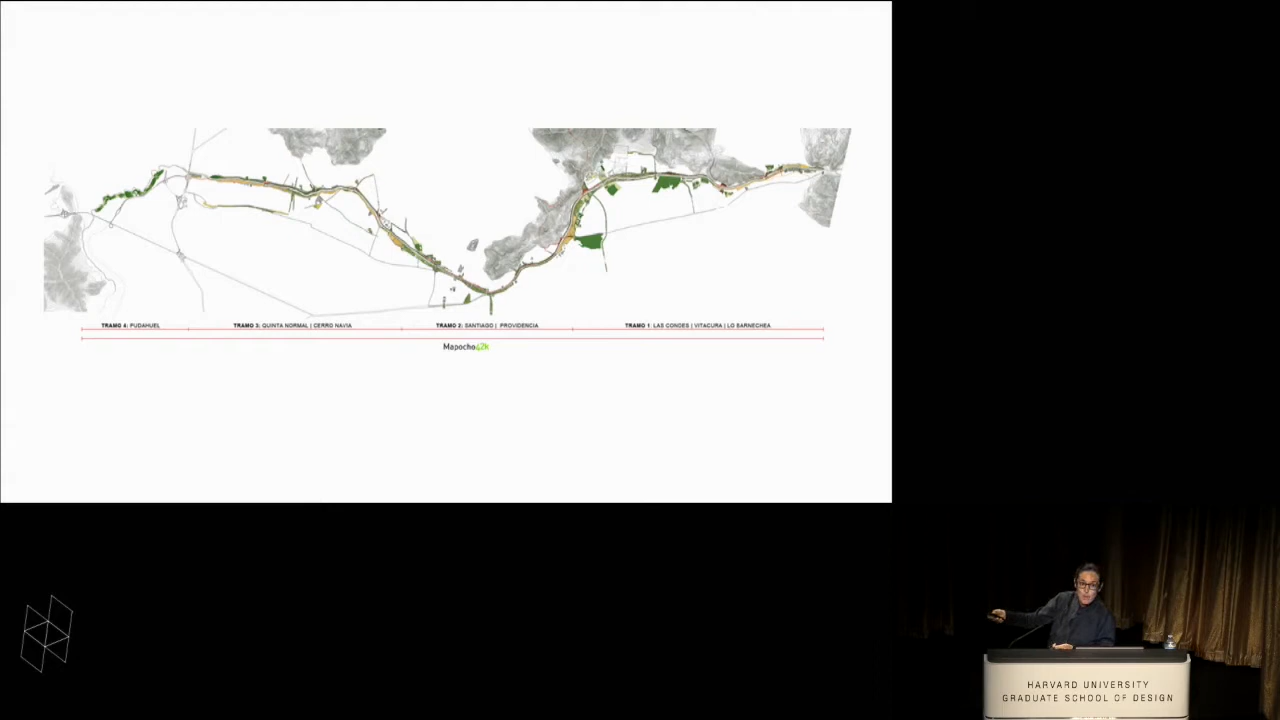 TRAMO 4: PUDAHUEL
TRAMO 3: QUINTA NORMAL | CERRO NAVIA
TRAMO 2: SANTIAGO | PROVIDENCIA
TRAMO 1: LAS CONDES | VITACURA | LO BARNECHEA
Mapocho42k
HARVARD UNIVERSITY
GRADUATE SCHOOL OF DESIGN